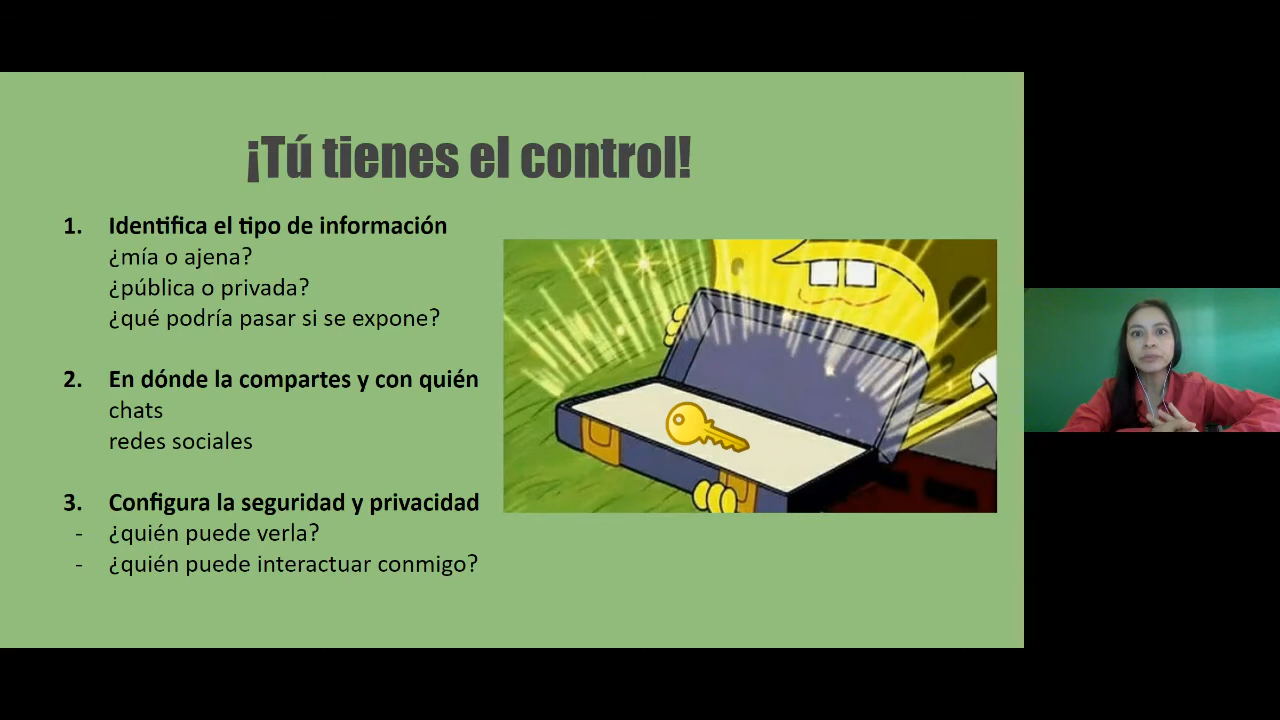 ¡Tú tienes el control!
1. Identifica el tipo de información
¿mía o ajena?
¿pública o privada?
¿qué podría pasar si se expone?
2. En dónde la compartes y con quién
chats
redes sociales
3. Configura la seguridad y privacidad
- ¿quién puede verla?
- ¿quién puede interactuar conmigo?